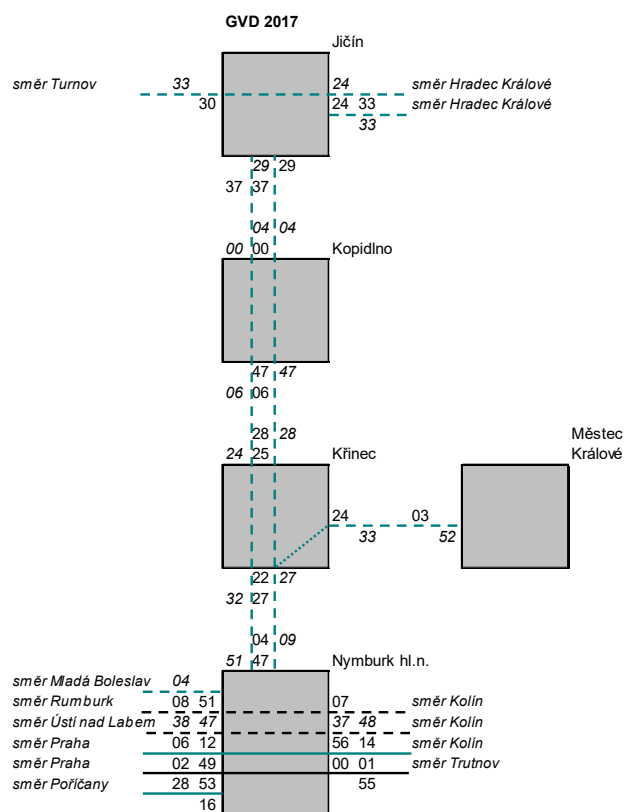 GVD 2017
Jičín
směr Turnov 33 24 směr Hradec Králové
30 24 33 směr Hradec Králové
33
29 29
37 37
04 04
00 00 Kopidlno
47 47
06 06
28 28 Městec
24 25 Křinec Králové
24 03
33 52
22 27
32 27
04 09
51 47 Nymburk hl.n.
směr Mladá Boleslav 04
směr Rumburk 08 51 07 směr Kolín
směr Ústí nad Labem 38 47 37 48 směr Kolín
směr Praha 06 12 56 14 směr Kolín
směr Praha 02 49 00 01 směr Trutnov
směr Poříčany 28 53 55
16